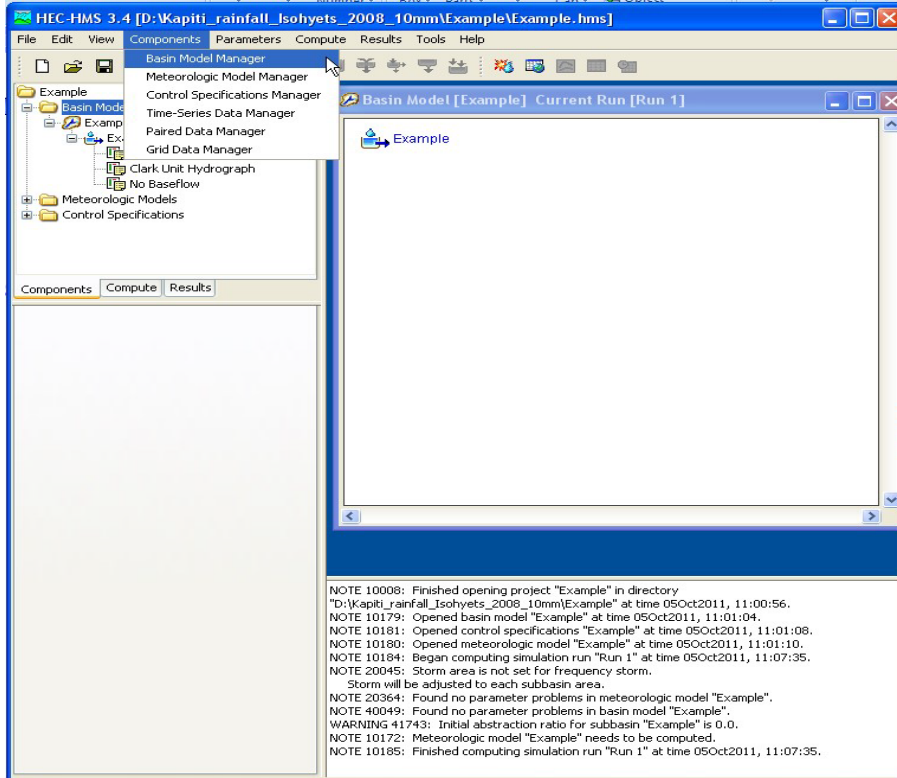 HEC-HMS 3.4 [D:\Kapiti_rainfall_Isohyets_2008_10mm\Example\Example.hms]
File Edit View Components Parameters Compute Results Tools Help
Basin Model Manager
Meteorologic Model Manager
Control Specifications Manager
Time-Series Data Manager
Paired Data Manager
Grid Data Manager
Example
Basin Mode
Examp
Ex
Clark Unit Hydrograph
No Baseflow
Meteorologic Models
Control Specifications
Components Compute Results
Basin Model [Example] Current Run [Run 1]
Example
NOTE 10008: Finished opening project "Example" in directory
"D:\Kapiti_rainfall_Isohyets_2008_10mm\Example" at time 05Oct2011, 11:00:56.
NOTE 10179: Opened basin model "Example" at time 05Oct2011, 11:01:04.
NOTE 10181: Opened control specifications "Example" at time 05Oct2011, 11:01:08.
NOTE 10180: Opened meteorologic model "Example" at time 05Oct2011, 11:01:10.
NOTE 10184: Began computing simulation run "Run 1" at time 05Oct2011, 11:07:35.
NOTE 20045: Storm area is not set for frequency storm.
Storm will be adjusted to each subbasin area.
NOTE 20364: Found no parameter problems in meteorologic model "Example".
NOTE 40049: Found no parameter problems in basin model "Example".
WARNING 41743: Initial abstraction ratio for subbasin "Example" is 0.0.
NOTE 10172: Meteorologic model "Example" needs to be computed.
NOTE 10185: Finished computing simulation run "Run 1" at time 05Oct2011, 11:07:35.